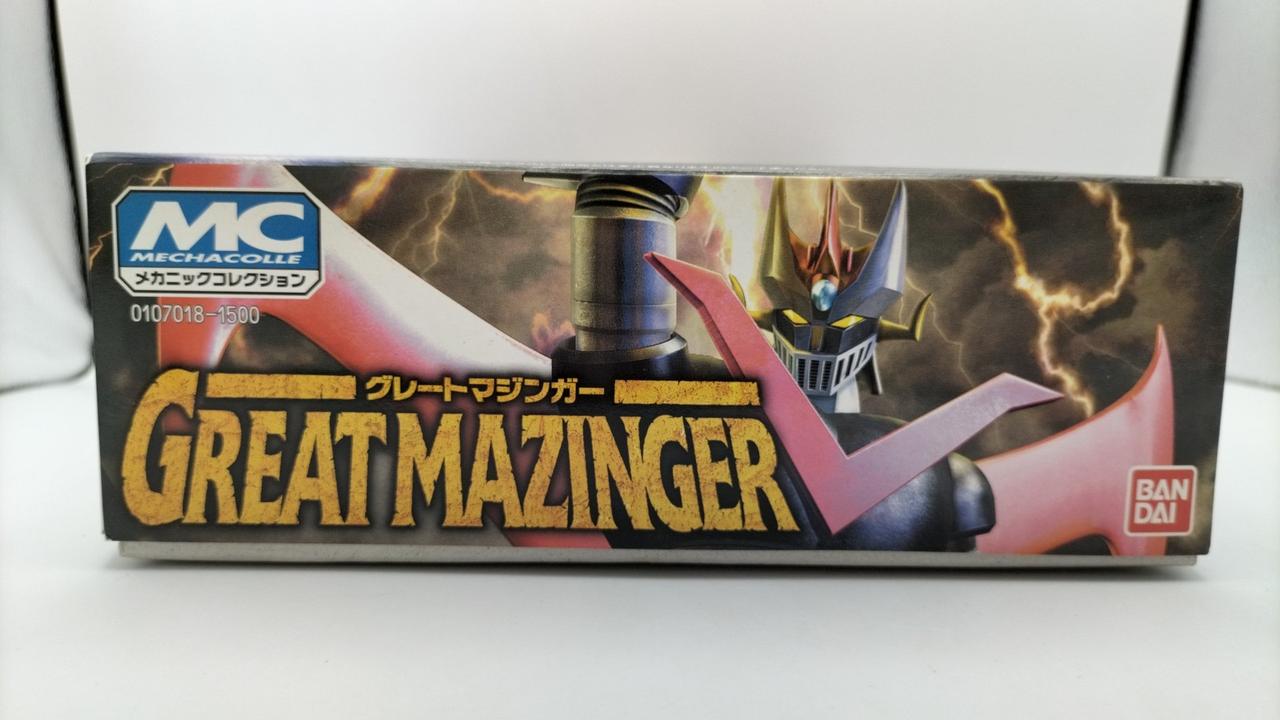 MC
MECHACOLLE
メカニックコレクション
0107018-1500
グレートマジンガー
GREAT MAZINGER
BAN
DAI